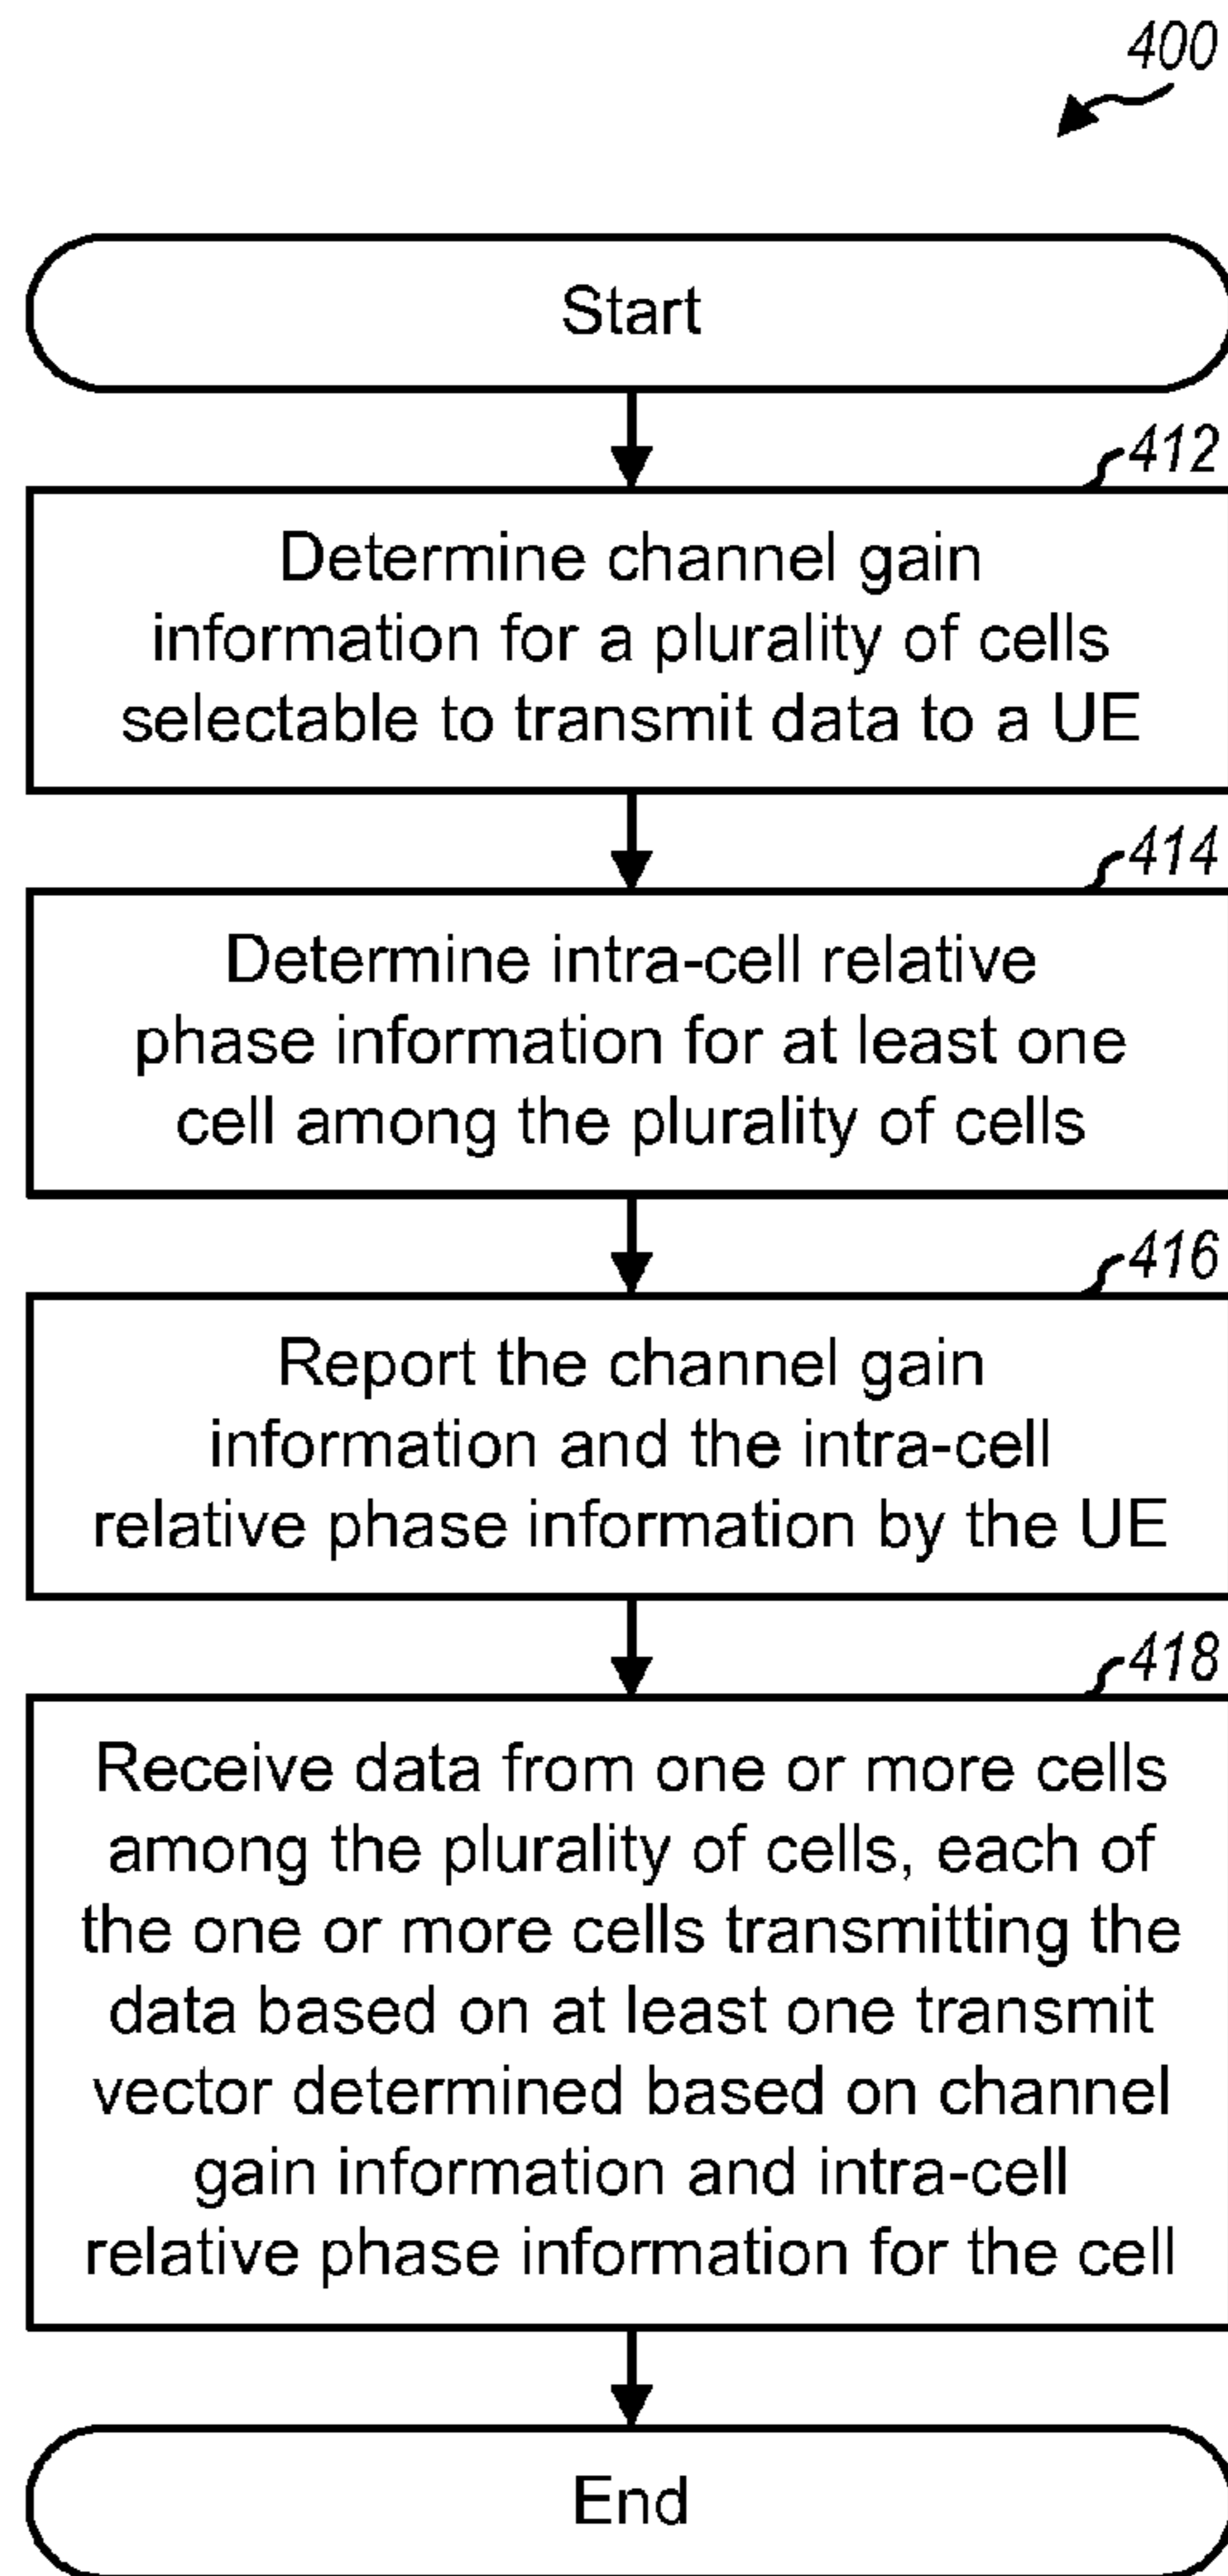 400
Start
412
Determine channel gain
information for a plurality of cells
selectable to transmit data to a UE
414
Determine intra-cell relative
phase information for at least one
cell among the plurality of cells
416
Report the channel gain
information and the intra-cell
relative phase information by the UE
418
Receive data from one or more cells
among the plurality of cells, each of
the one or more cells transmitting the
data based on at least one transmit
vector determined based on channel
gain information and intra-cell
relative phase information for the cell
End